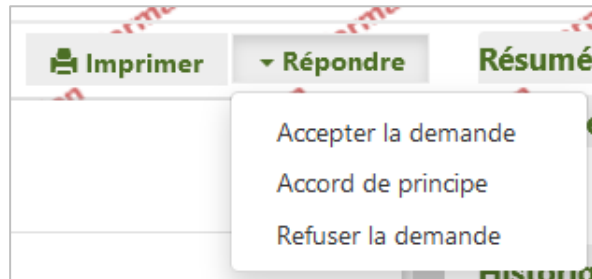 Imprimer
Répondre
Résumé
Accepter la demande
Accord de principe
Refuser la demande